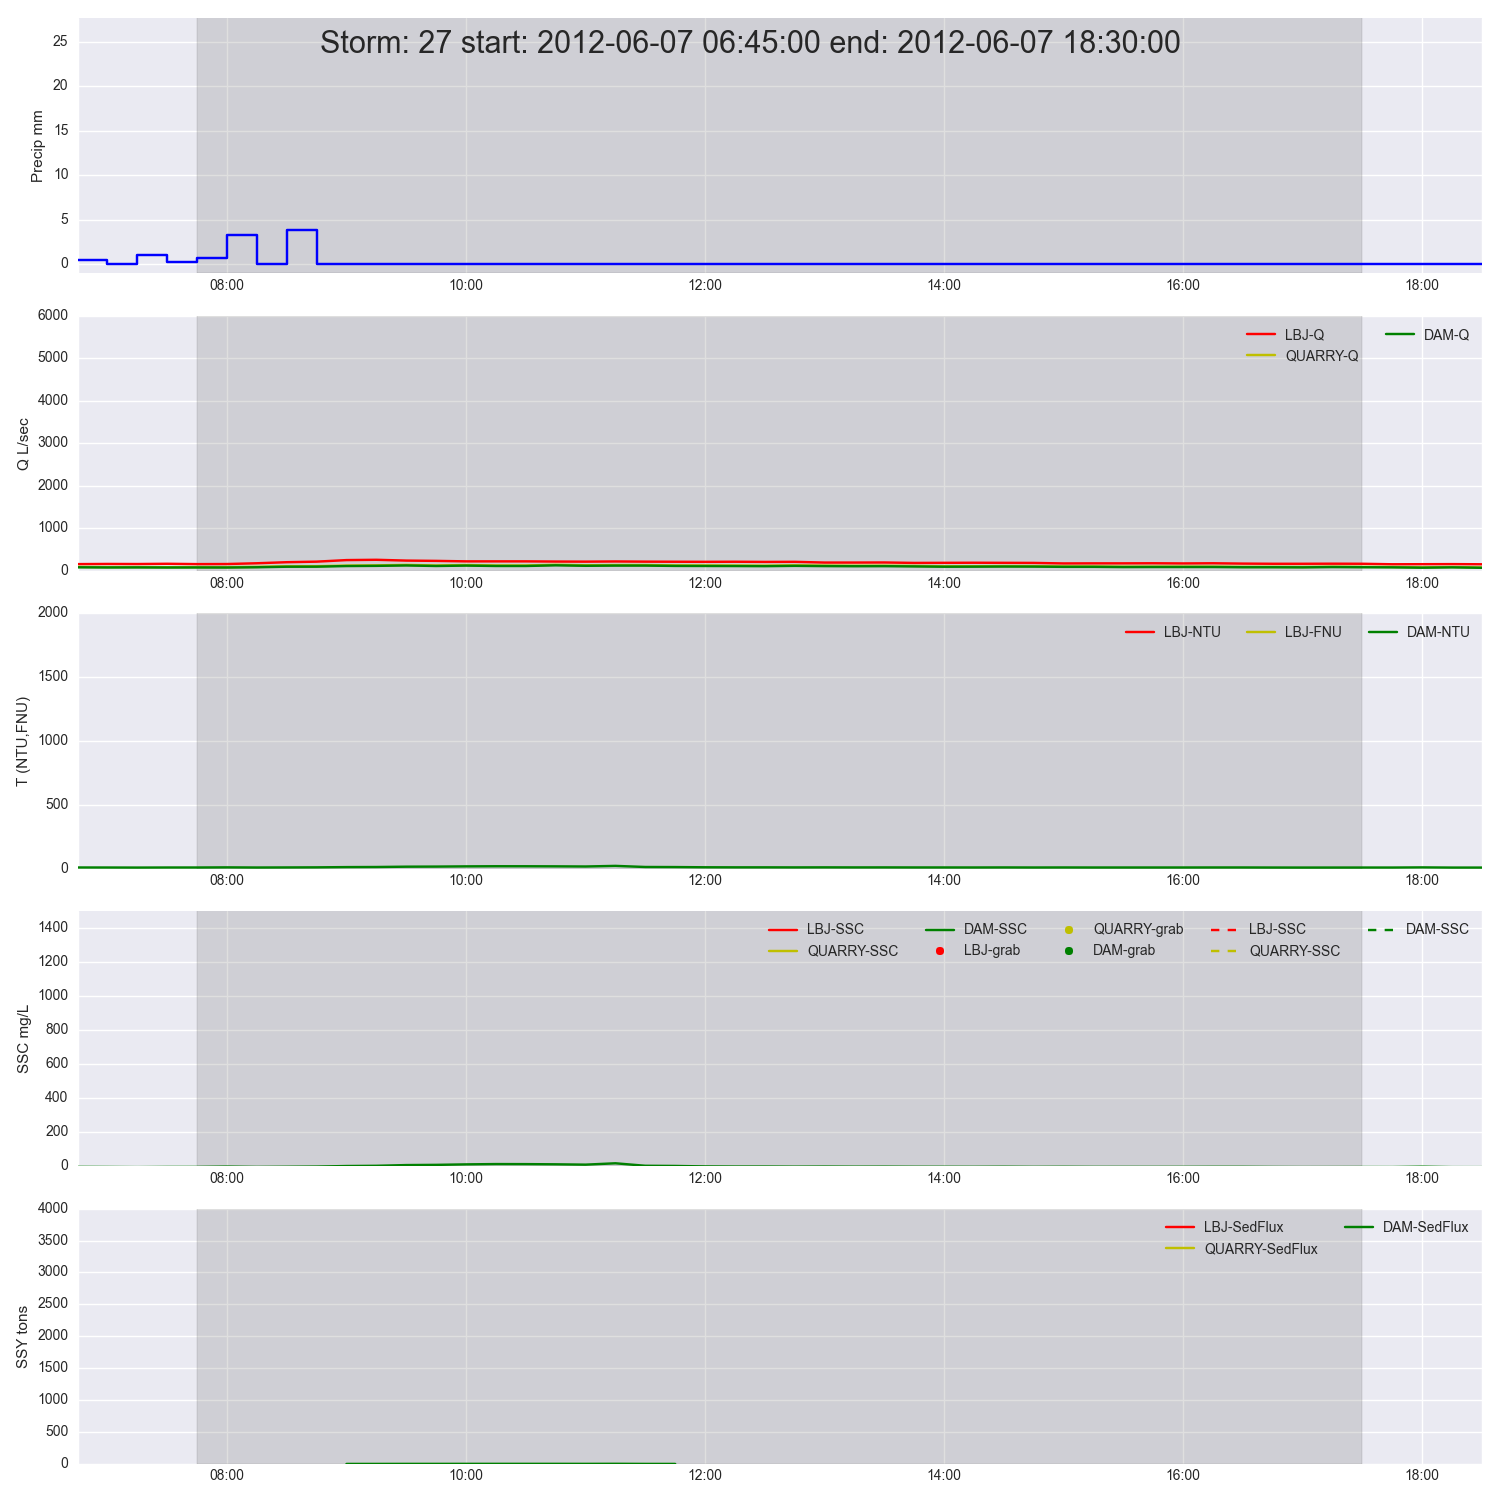 Storm: 27 start: 2012-06-07 06:45:00 end: 2012-06-07 18:30:00
Precip mm
25
20
15
10
5
0
08:00 10:00 12:00 14:00 16:00 18:00
Q L/sec
6000
5000
4000
3000
2000
1000
0
LBJ-Q DAM-Q
QUARRY-Q
08:00 10:00 12:00 14:00 16:00 18:00
T (NTU,FNU)
2000
1500
1000
500
0
LBJ-NTU LBJ-FNU DAM-NTU
08:00 10:00 12:00 14:00 16:00 18:00
SSC mg/L
1400
1200
1000
800
600
400
200
0
LBJ-SSC DAM-SSC QUARRY-grab LBJ-SSC DAM-SSC
QUARRY-SSC LBJ-grab DAM-grab QUARRY-SSC
08:00 10:00 12:00 14:00 16:00 18:00
SSY tons
4000
3500
3000
2500
2000
1500
1000
500
0
LBJ-SedFlux DAM-SedFlux
QUARRY-SedFlux
08:00 10:00 12:00 14:00 16:00 18:00